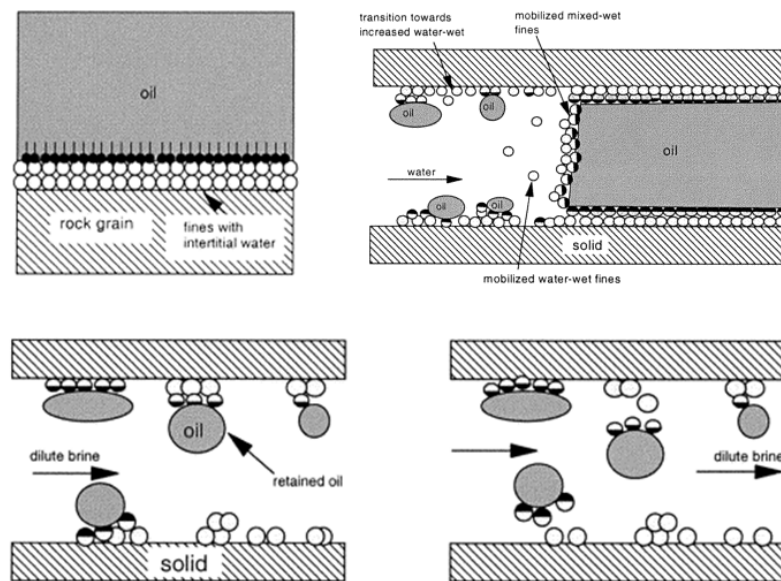 oil
rock grain
fines with
intertitial water
transition towards
increased water-wet
mobilized mixed-wet
fines
oil
oil
oil
water
oil
oil
solid
mobilized water-wet fines
oil
dilute brine
retained oil
solid
dilute brine